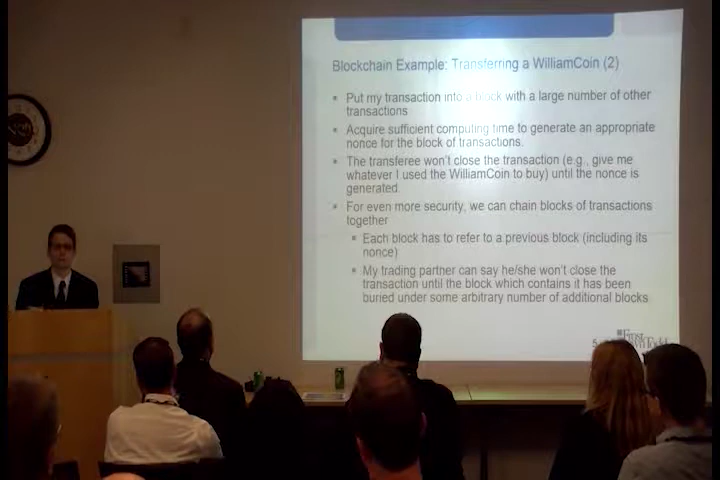 Blockchain Example: Transferring a WilliamCoin (2)
Put my transaction into a block with a large number of other
transactions
Acquire sufficient computing time to generate an appropriate
nonce for the block of transactions.
The transferee won't close the transaction (e.g., give me
whatever I used the WilliamCoin to buy) until the nonce is
generated.
For even more security, we can chain blocks of transactions
together
Each block has to refer to a previous block (including its
nonce)
My trading partner can say he/she won't close the
transaction until the block which contains it has been
buried under some arbitrary number of additional blocks
5
Frost